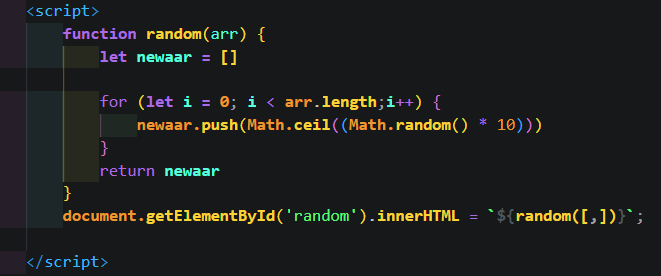 <script>
function random(arr) {
let newaar = []
for (let i = 0; i < arr.length;i++) {
newaar.push(Math.ceil((Math.random() * 10)))
}
return newaar
}
document.getElementById('random').innerHTML = `${random([,])}`;
</script>